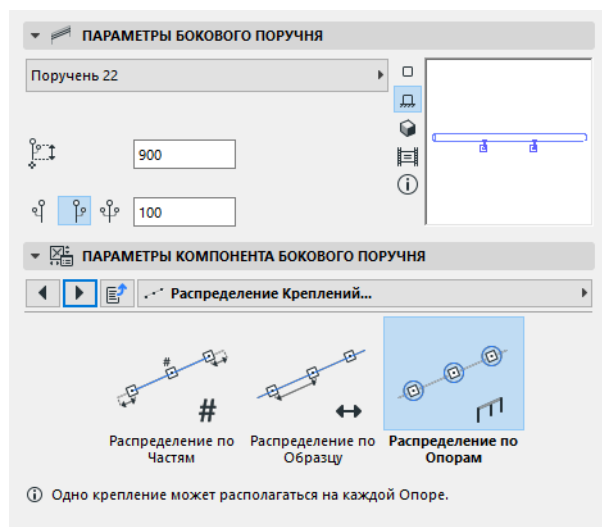 ПАРАМЕТРЫ БОКОВОГО ПОРУЧНЯ
Поручень 22
900
100
ПАРАМЕТРЫ КОМПОНЕНТА БОКОВОГО ПОРУЧНЯ
Распределение Креплений...
#
#
Распределение по
Частям
Распределение по
Образцу
Распределение по
Опорам
Одно крепление может располагаться на каждой Опоре.